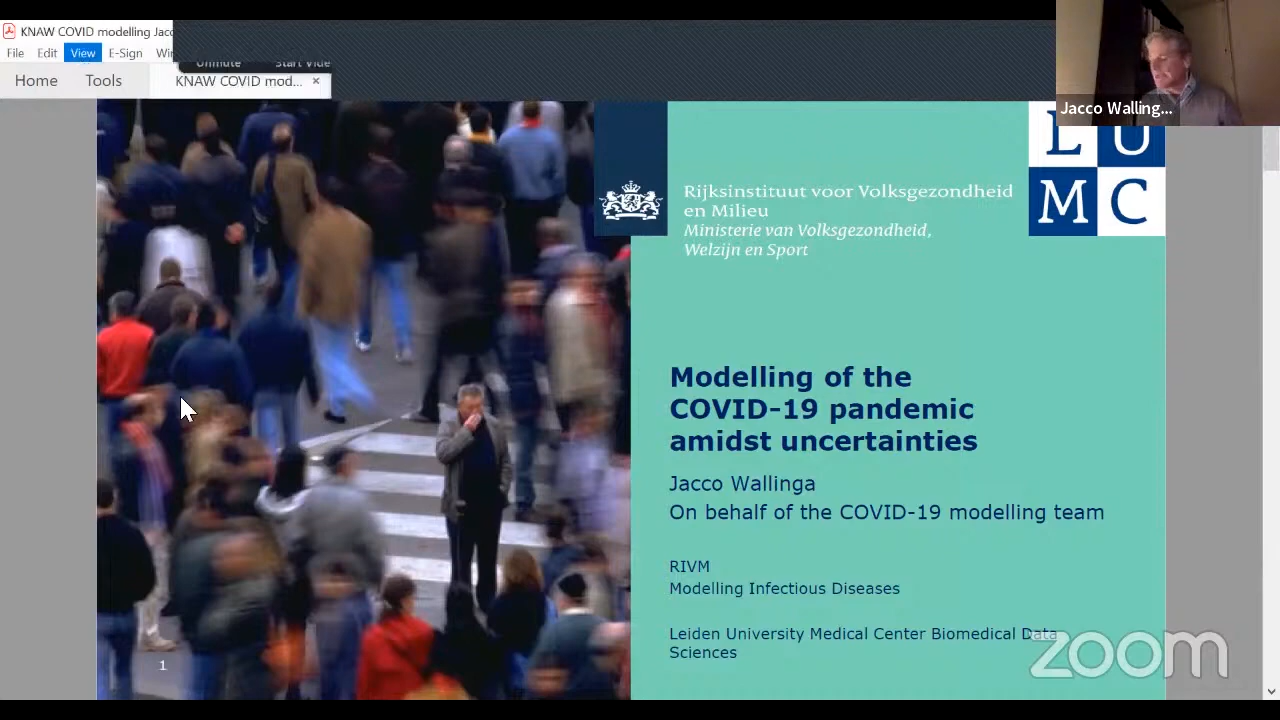 KNAW COVID modelling Jacc
File Edit View E-Sign Win
Unmute Start Vide
Home Tools KNAW COVID mod... ×
Jacco Walling...
L U
M C
Rijksinstituut voor Volksgezondheid
en Milieu
Ministerie van Volksgezondheid,
Welzijn en Sport
Modelling of the
COVID-19 pandemic
amidst uncertainties
Jacco Wallinga
On behalf of the COVID-19 modelling team
RIVM
Modelling Infectious Diseases
Leiden University Medical Center Biomedical Data
Sciences
1
zoom